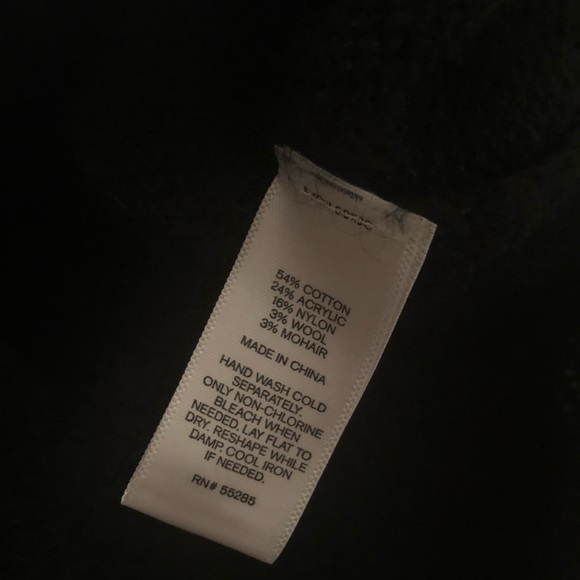 54% COTTON
24% ACRYLIC
16% NYLON
3% WOOL
3% MOHAIR
MADE IN CHINA
HAND WASH COLD
SEPARATELY.
ONLY NON-CHLORINE
BLEACH WHEN
NEEDED. LAY FLAT TO
DRY. RESHAPE WHILE
DAMP. COOL IRON
IF NEEDED.
RN# 55285